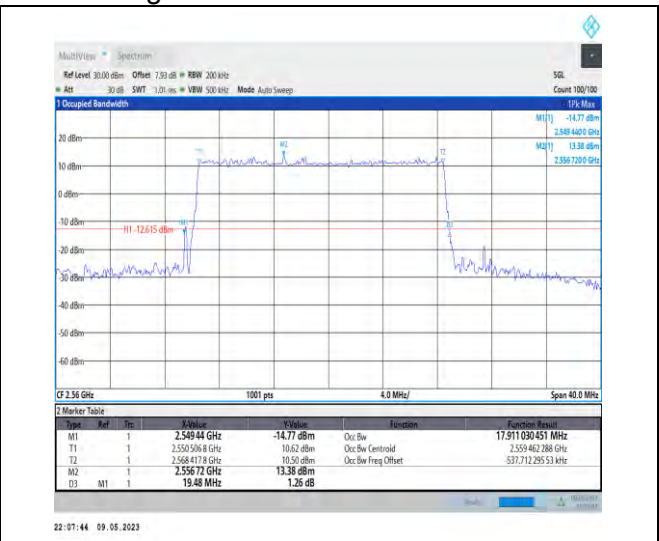 MultiView Spectrum
Ref Level 30.00 dBm Offset 7.93 dB RBW 200 kHz SGL
Att 30 dB SWT 1.01 ms VBW 500 kHz Mode Auto Sweep Count 100/100
1 Occupied Bandwidth 1Pk Max
M1[1] -14.77 dBm
2.549 4400 GHz
M2[1] 13.38 dBm
2.556 7200 GHz
20 dBm
M2
T1 T2
10 dBm
0 dBm
-10 dBm
H1 -12.615 dBm M1 D3
-20 dBm
-30 dBm
-40 dBm
-50 dBm
-60 dBm
CF 2.56 GHz 1001 pts 4.0 MHz/ Span 40.0 MHz
2 Marker Table
Type Ref Trc X-Value Y-Value Function Function Result
M1 1 2.549 44 GHz -14.77 dBm Occ Bw 17.911 030 451 MHz
T1 1 2.550 506 8 GHz 10.62 dBm Occ Bw Centroid 2.559 462 288 GHz
T2 1 2.568 417 8 GHz 10.50 dBm Occ Bw Freq Offset -537.712 295 53 kHz
M2 1 2.556 72 GHz 13.38 dBm
D3 M1 1 19.48 MHz 1.26 dB
22:07:44 09.05.2023